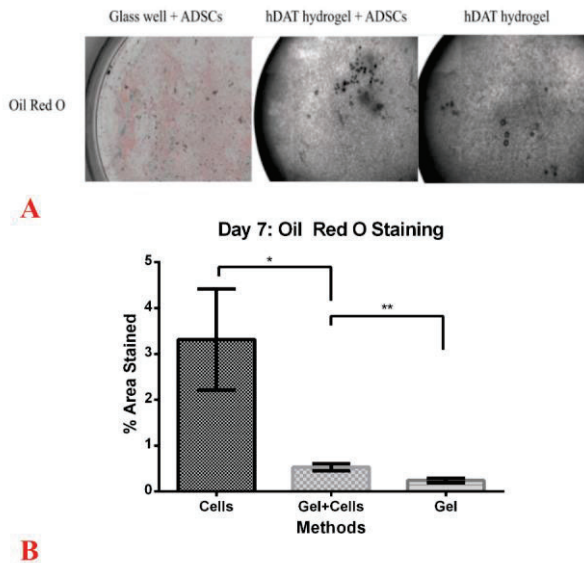 Glass well + ADSCs hDAT hydrogel + ADSCs hDAT hydrogel
Oil Red O
A
Day 7: Oil Red O Staining
*
**
% Area Stained
5
4
3
2
1
0
Cells Gel+Cells Gel
Methods
B